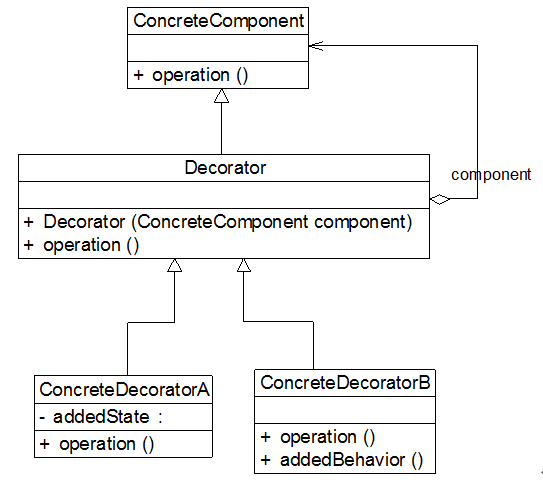 ConcreteComponent
+ operation ()
Decorator
component
+ Decorator (ConcreteComponent component)
+ operation ()
ConcreteDecoratorA
- addedState :
+ operation ()
ConcreteDecoratorB
+ operation ()
+ addedBehavior ()